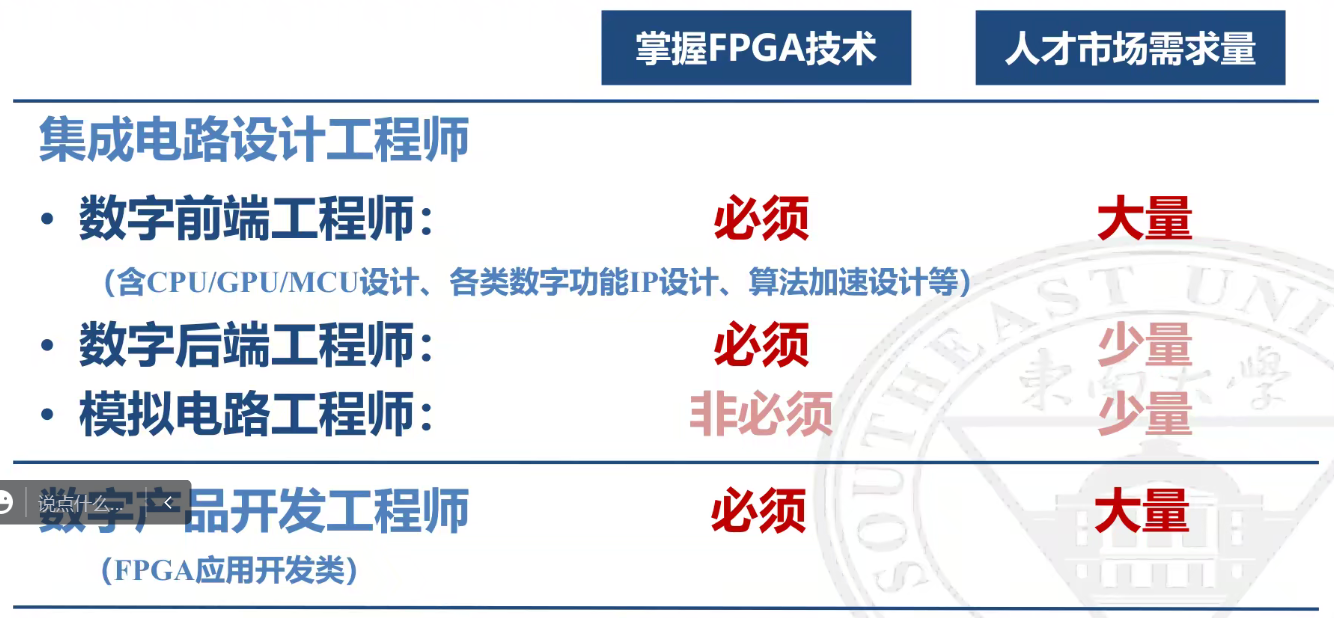 掌握FPGA技术 人才市场需求量
集成电路设计工程师
• 数字前端工程师： 必须 大量
（含CPU/GPU/MCU设计、各类数字功能IP设计、算法加速设计等）
• 数字后端工程师： 必须 少量
• 模拟电路工程师： 非必须 少量
数字产品开发工程师 必须 大量
说点什么...
（FPGA应用开发类）
SOUTHEAST UNI
東南大學